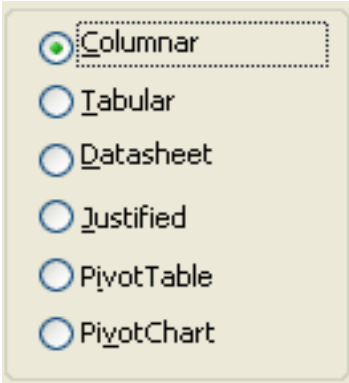 Columnar
Tabular
Datasheet
Justified
PivotTable
PivotChart